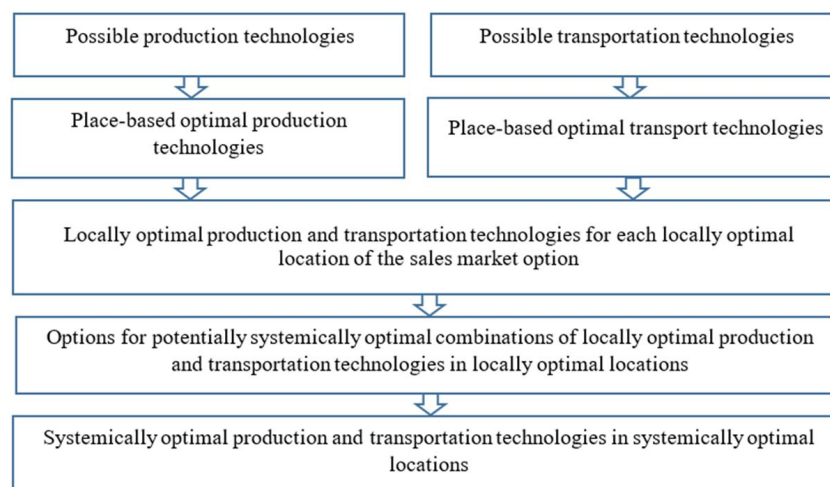 Possible production technologies
Possible transportation technologies
Place-based optimal production
technologies
Place-based optimal transport technologies
Locally optimal production and transportation technologies for each locally optimal
location of the sales market option
Options for potentially systemically optimal combinations of locally optimal production
and transportation technologies in locally optimal locations
Systemically optimal production and transportation technologies in systemically optimal
locations